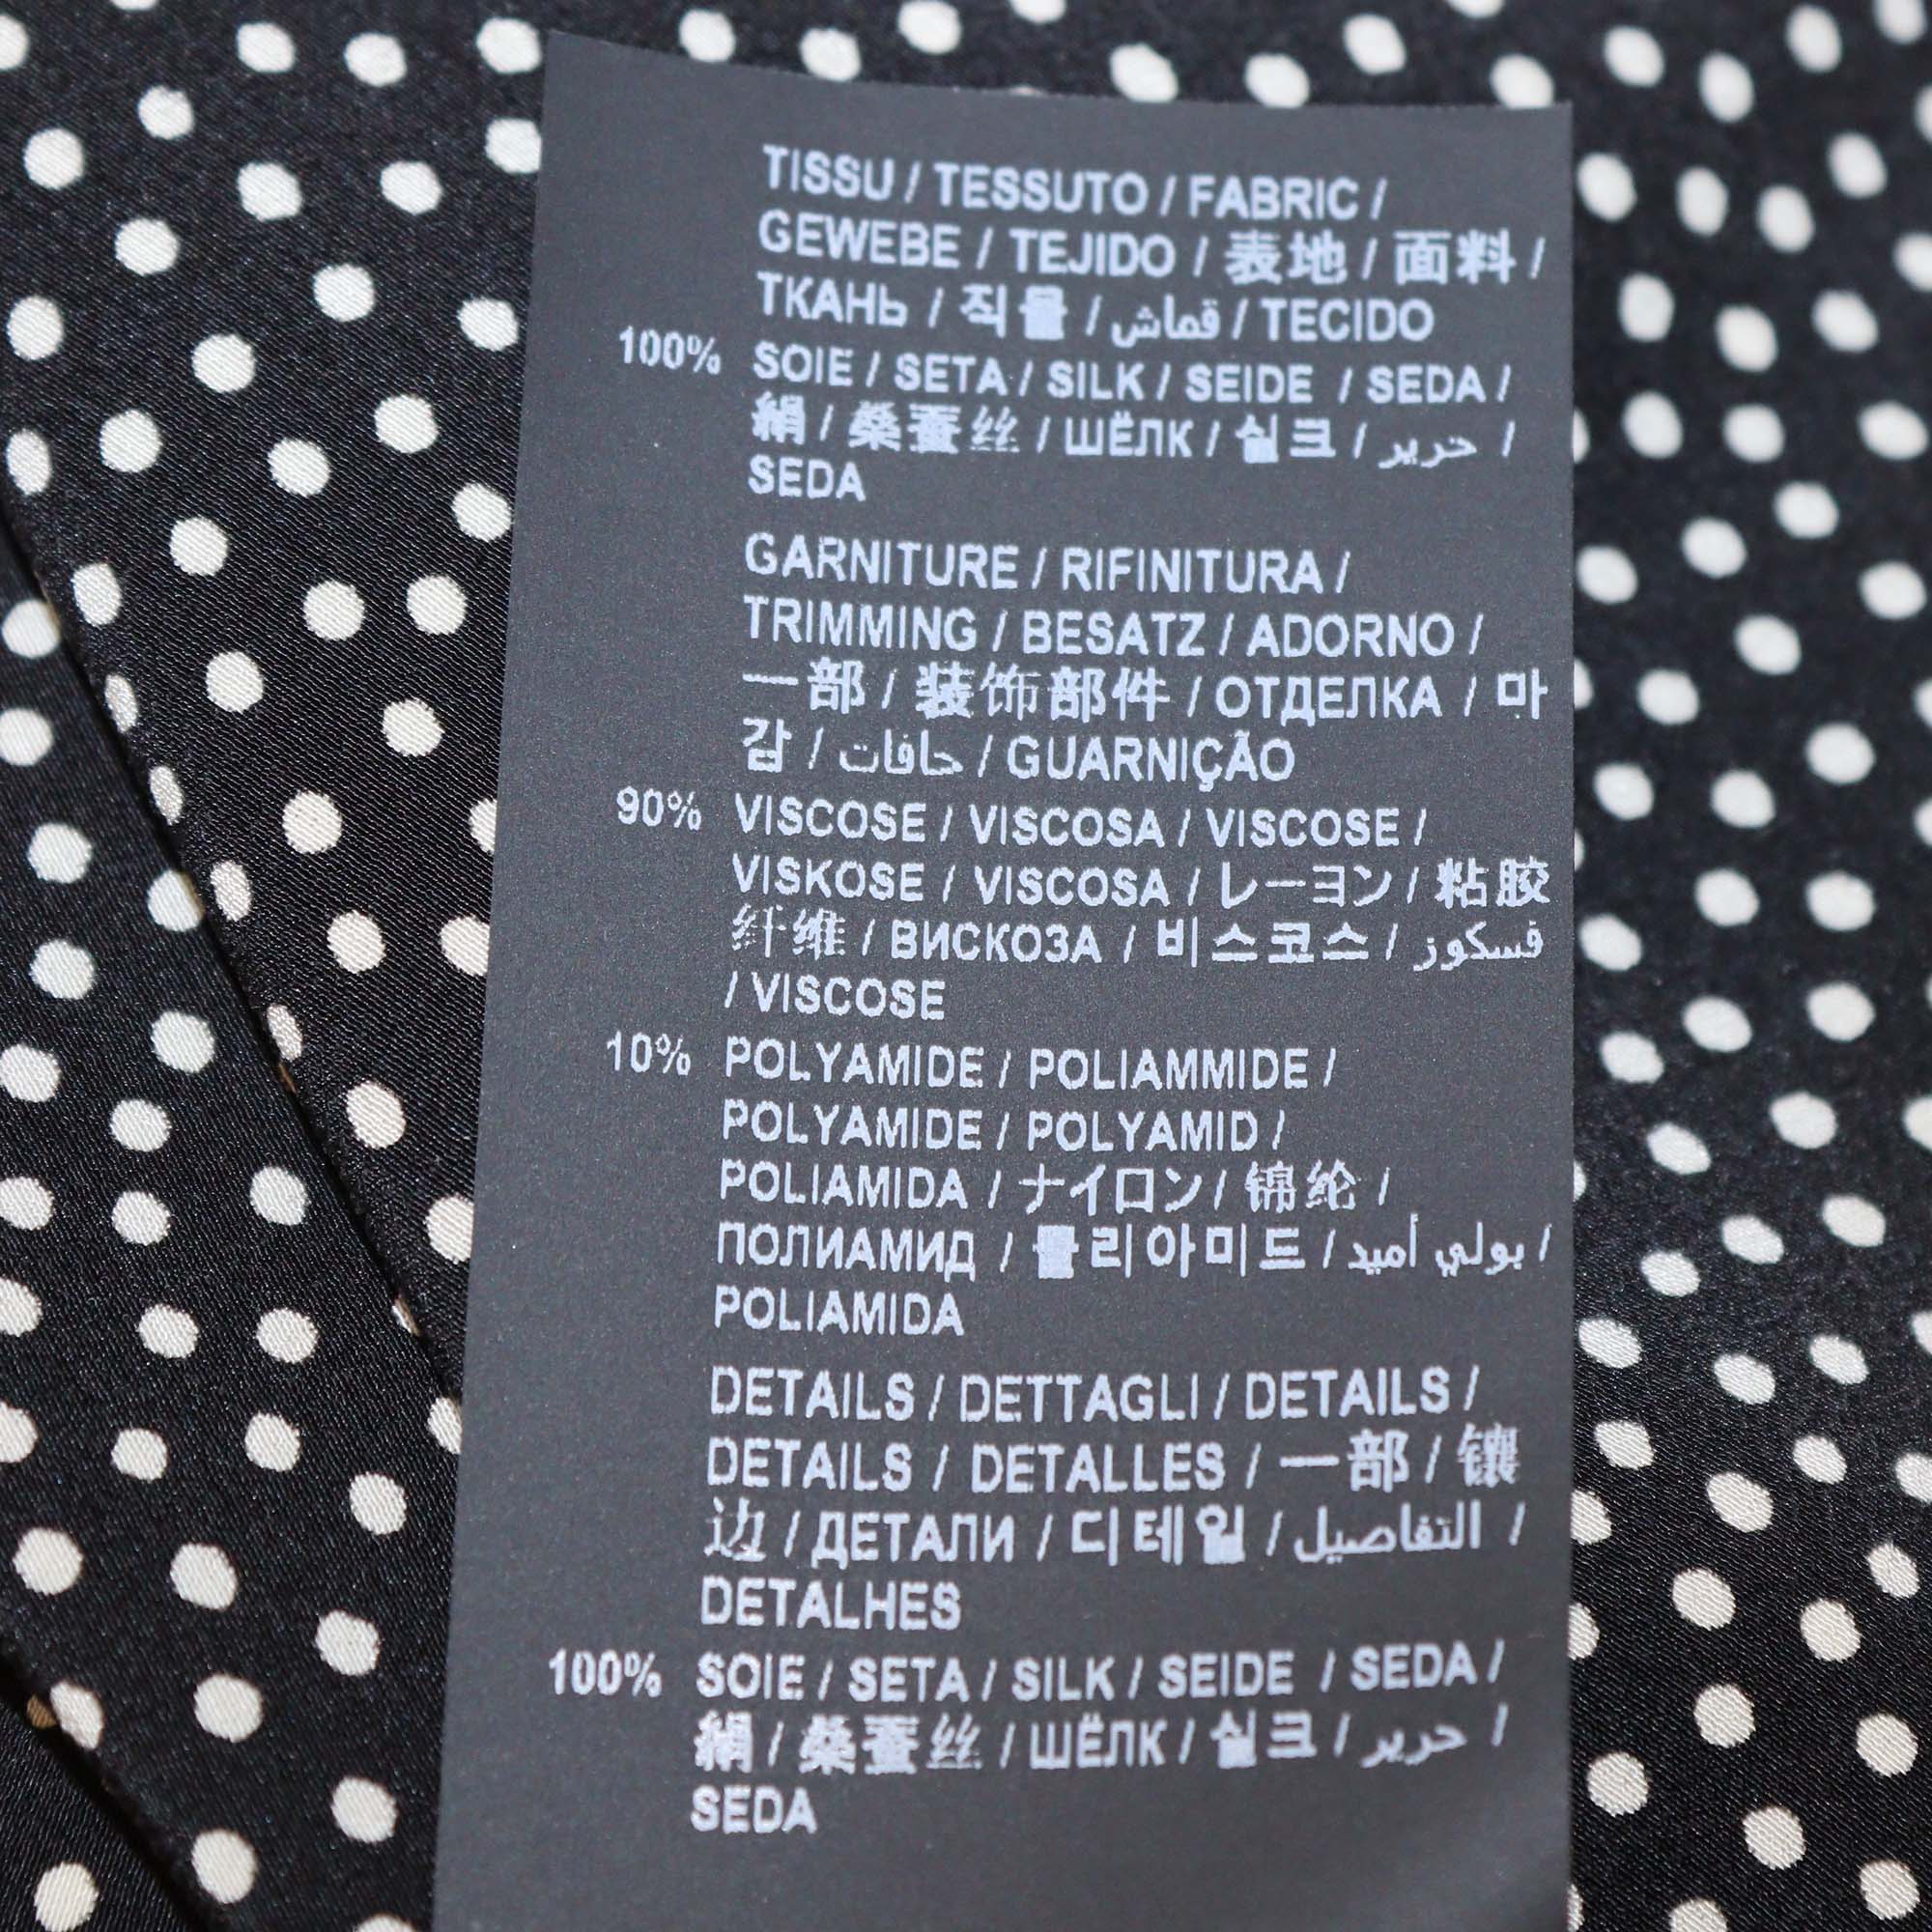 TISSU / TESSUTO / FABRIC /
GEWEBE / TEJIDO / 表地 / 面料 /
ТКАНЬ / 직물 / قماش / TECIDO
100% SOIE / SETA / SILK / SEIDE / SEDA /
絹 / 桑蚕丝 / ШЁЛК / 실크 / حرير /
SEDA
GARNITURE / RIFINITURA /
TRIMMING / BESATZ / ADORNO /
一部 / 装饰部件 / ОТДЕЛКА / 마
감 / حافات / GUARNIÇÃO
90% VISCOSE / VISCOSA / VISCOSE /
VISKOSE / VISCOSA / レーヨン / 粘胶
纤维 / ВИСКОЗА / 비스코스 / فسكوز
/ VISCOSE
10% POLYAMIDE / POLIAMMIDE /
POLYAMIDE / POLYAMID /
POLIAMIDA / ナイロン / 锦纶 /
ПОЛИАМИД / 폴리아미드 / بولي أميد /
POLIAMIDA
DETAILS / DETTAGLI / DETAILS /
DETAILS / DETALLES / 一部 / 镶
边 / ДЕТАЛИ / 디테일 / التفاصيل /
DETALHES
100% SOIE / SETA / SILK / SEIDE / SEDA /
絹 / 桑蚕丝 / ШЁЛК / 실크 / حرير /
SEDA